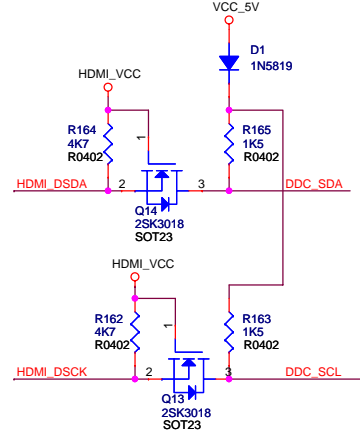 VCC_5V
D1
1N5819
HDMI_VCC
R164
4K7
R0402
1
R165
1K5
R0402
HDMI_DSDA
2
3
DDC_SDA
Q14
2SK3018
SOT23
HDMI_VCC
R162
4K7
R0402
1
R163
1K5
R0402
HDMI_DSCK
2
3
DDC_SCL
Q13
2SK3018
SOT23